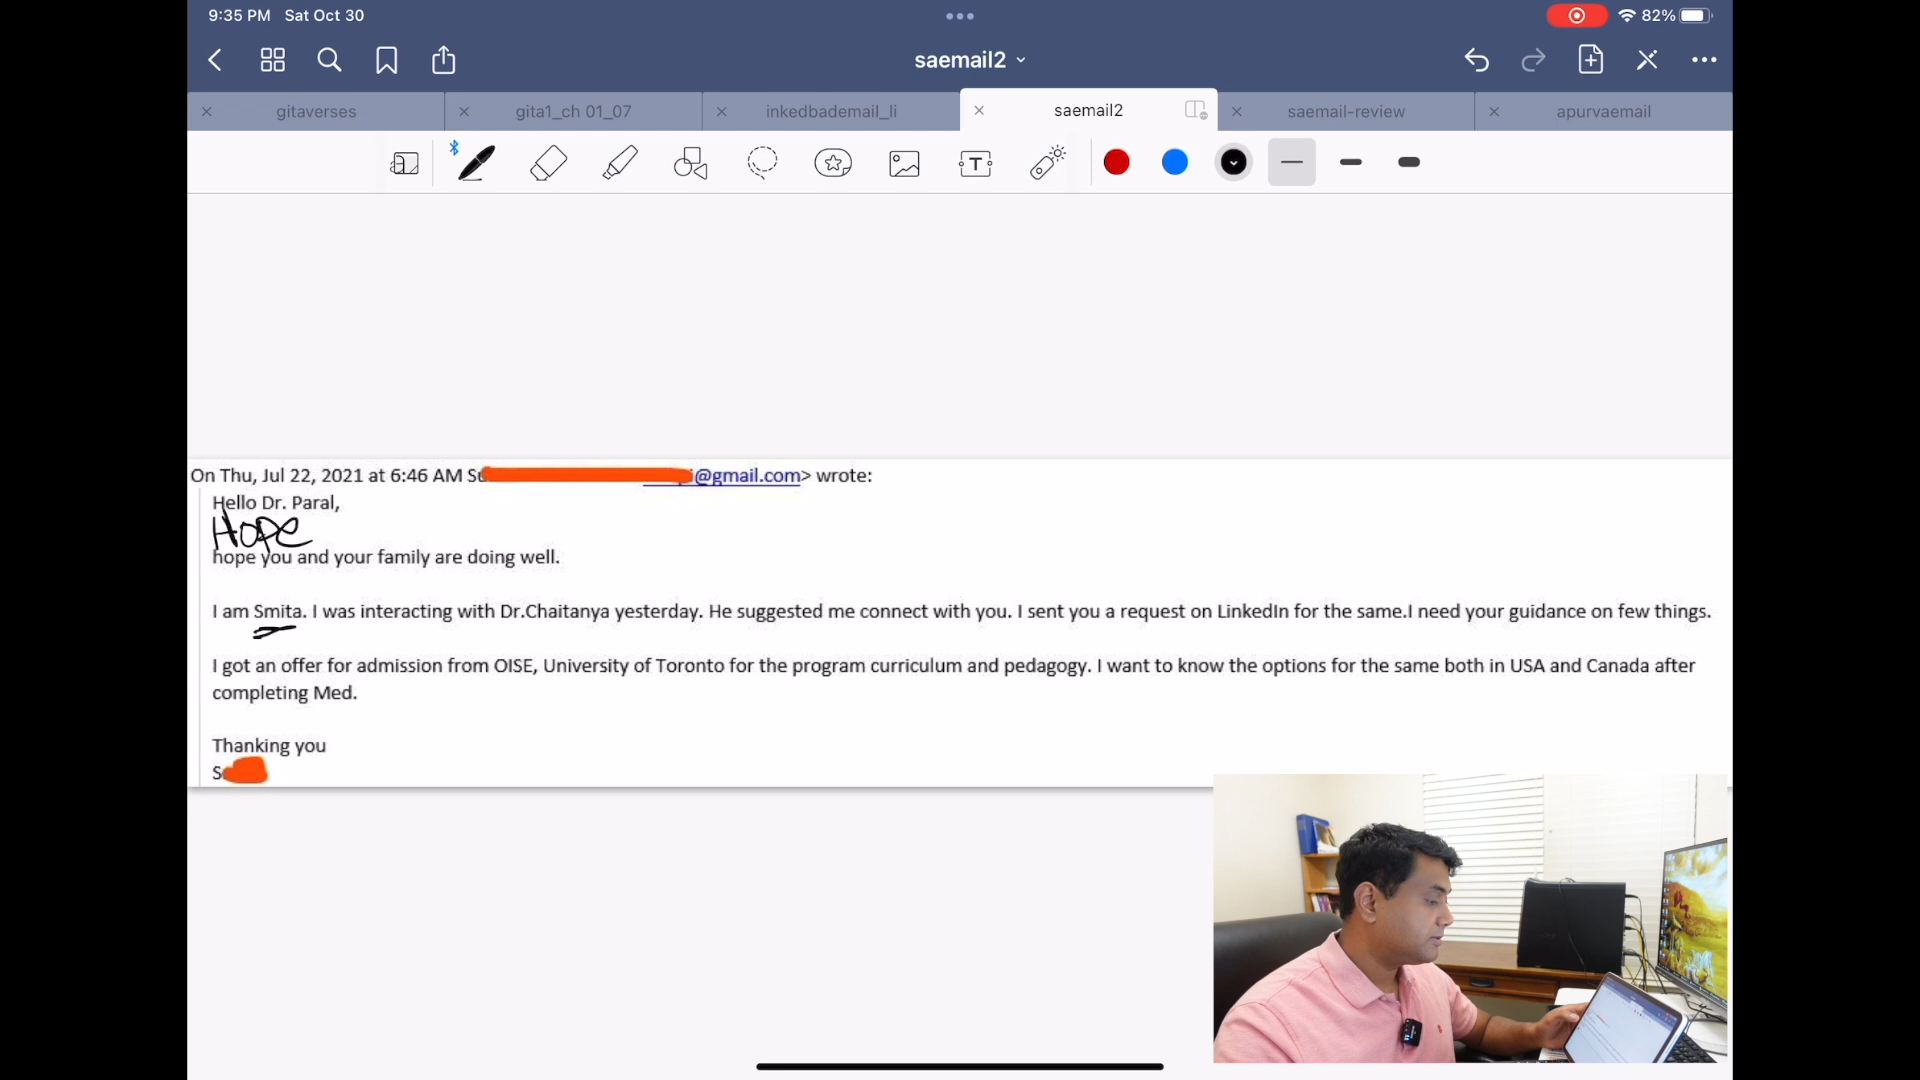 9:35 PM Sat Oct 30
82%
saemail2
gitaverses
gita1_ch 01_07
inkedbademail_li
saemail2
saemail-review
apurvaemail
On Thu, Jul 22, 2021 at 6:46 AM @gmail.com> wrote:
Hello Dr. Paral,
Hope
hope you and your family are doing well.
I am Smita. I was interacting with Dr.Chaitanya yesterday. He suggested me connect with you. I sent you a request on LinkedIn for the same.I need your guidance on few things.
I got an offer for admission from OISE, University of Toronto for the program curriculum and pedagogy. I want to know the options for the same both in USA and Canada after
completing Med.
Thanking you
S